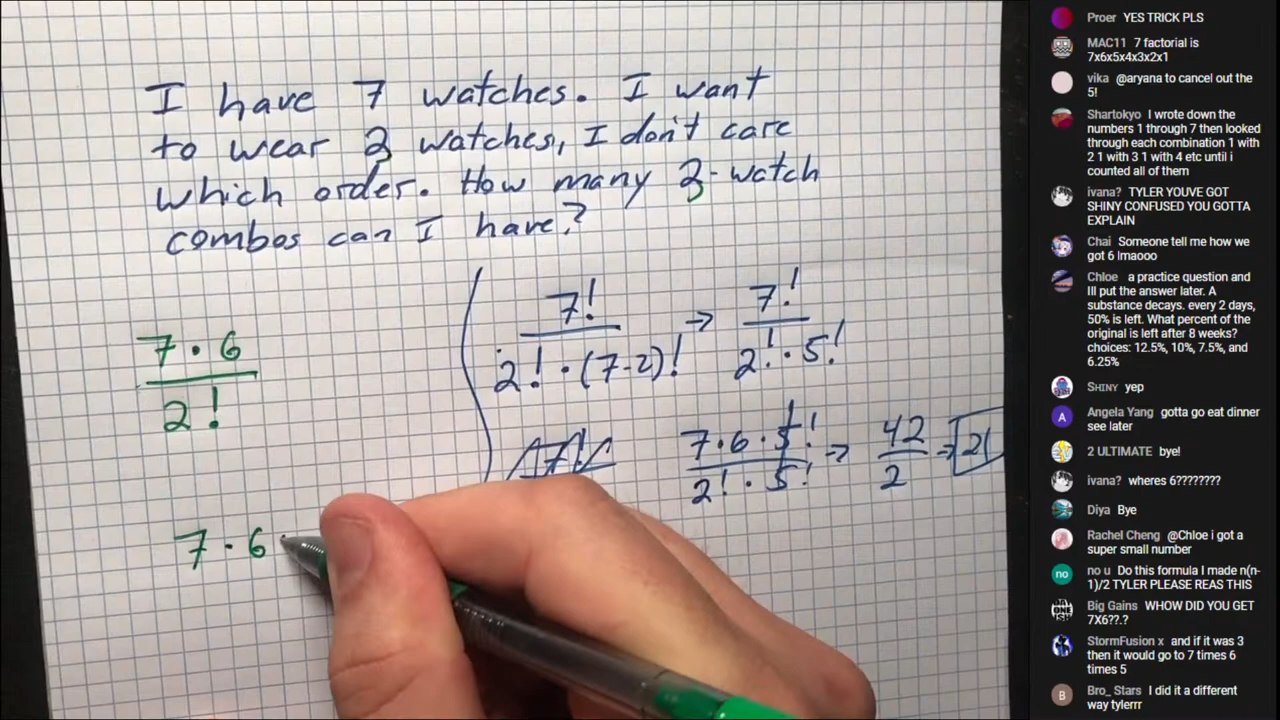 I have 7 watches. I want
to wear 3 watches, I don't care
which order. How many 3-watch
combos can I have?
7 · 6
2!
7 · 6 ·
7!
2! · (7-2)!
→
7!
2! · 5!
7 · 6 · 5!
2! · 5!
→
42
2
→ 21
Proer YES TRICK PLS
MAC11 7 factorial is
7x6x5x4x3x2x1
vika @aryana to cancel out the
5!
Shartokyo I wrote down the
numbers 1 through 7 then looked
through each combination 1 with
2 1 with 3 1 with 4 etc until i
counted all of them
ivana? TYLER YOUVE GOT
SHINY CONFUSED YOU GOTTA
EXPLAIN
Chai Someone tell me how we
got 6 lmaooo
Chloe a practice question and
Ill put the answer later. A
substance decays. every 2 days,
50% is left. What percent of the
original is left after 8 weeks?
choices: 12.5%, 10%, 7.5%, and
6.25%
SHINY yep
A
Angela Yang gotta go eat dinner
see later
2 ULTIMATE bye!
ivana? wheres 6????????
Diya Bye
Rachel Cheng @Chloe i got a
super small number
no
no u Do this formula I made n(n-
1)/2 TYLER PLEASE REAS THIS
Big Gains WHOW DID YOU GET
7X6??.?
StormFusion x and if it was 3
then it would go to 7 times 6
times 5
B
Bro_ Stars I did it a different
way tylerrr